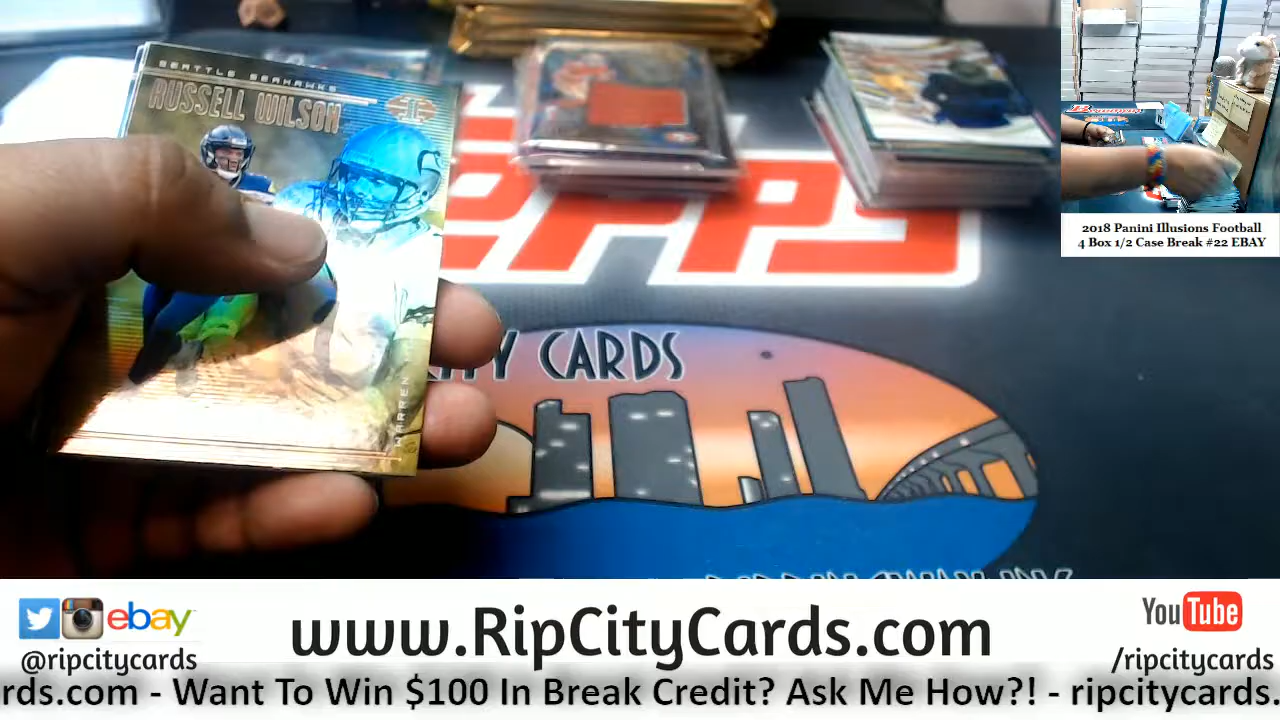 SEATTLE SEAHAWKS
RUSSELL WILSON
CITY CARDS
2018 Panini Illusions Football
4 Box 1/2 Case Break #22 EBAY
ebay
@ripcitycards
www.RipCityCards.com
YouTube
/ripcitycards
rds.com - Want To Win $100 In Break Credit? Ask Me How?! - ripcitycards.